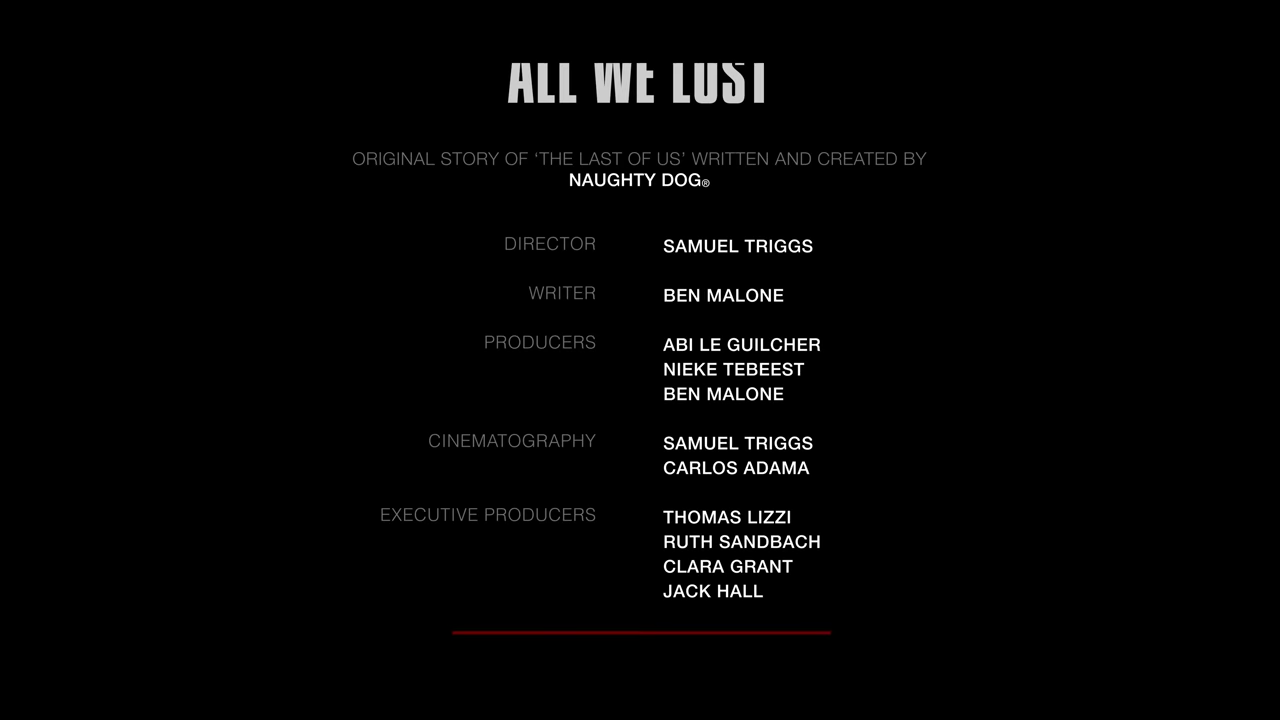 ALL WE LOST
ORIGINAL STORY OF ‘THE LAST OF US’ WRITTEN AND CREATED BY
NAUGHTY DOG®
DIRECTOR SAMUEL TRIGGS
WRITER BEN MALONE
PRODUCERS ABI LE GUILCHER
NIEKE TEBEEST
BEN MALONE
CINEMATOGRAPHY SAMUEL TRIGGS
CARLOS ADAMA
EXECUTIVE PRODUCERS THOMAS LIZZI
RUTH SANDBACH
CLARA GRANT
JACK HALL